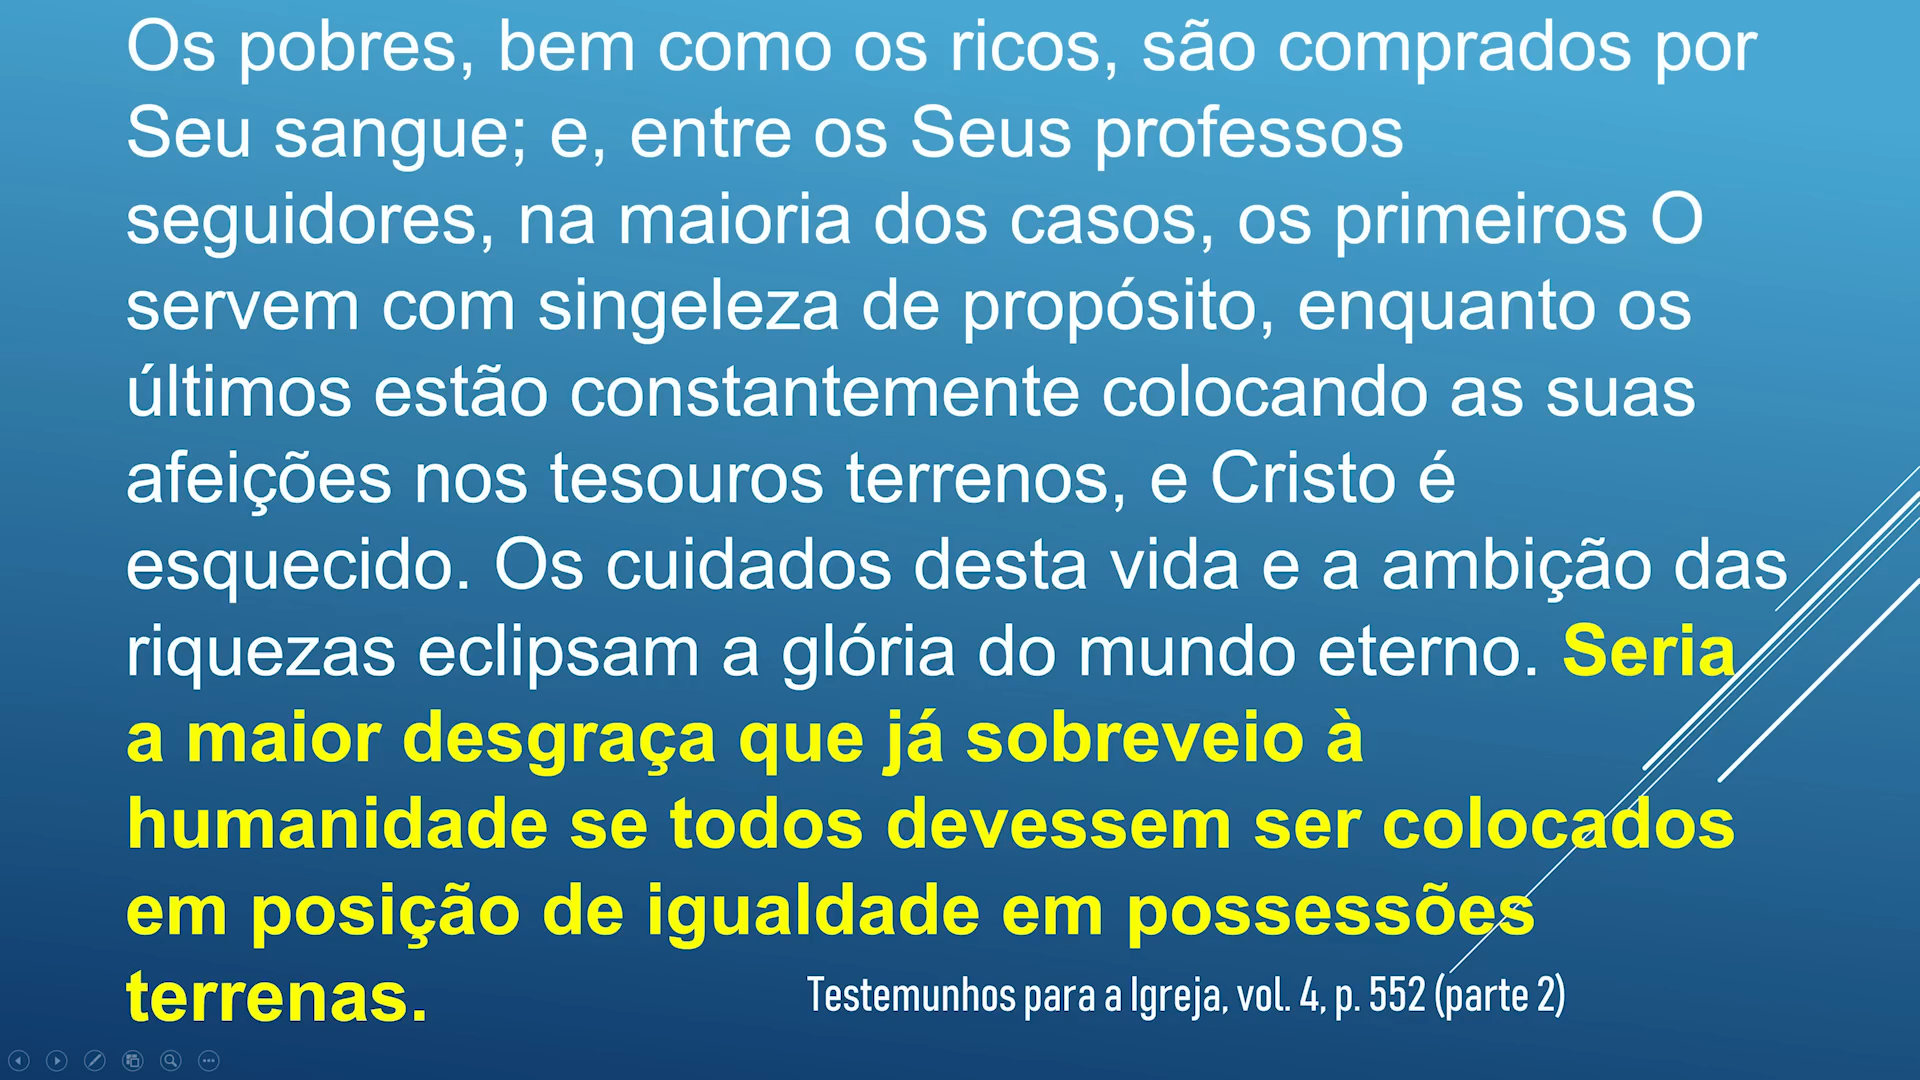 Os pobres, bem como os ricos, são comprados por
Seu sangue; e, entre os Seus professos
seguidores, na maioria dos casos, os primeiros O
servem com singeleza de propósito, enquanto os
últimos estão constantemente colocando as suas
afeições nos tesouros terrenos, e Cristo é
esquecido. Os cuidados desta vida e a ambição das
riquezas eclipsam a glória do mundo eterno. Seria
a maior desgraça que já sobreveio à
humanidade se todos devessem ser colocados
em posição de igualdade em possessões
terrenas.
Testemunhos para a Igreja, vol. 4, p. 552 (parte 2)